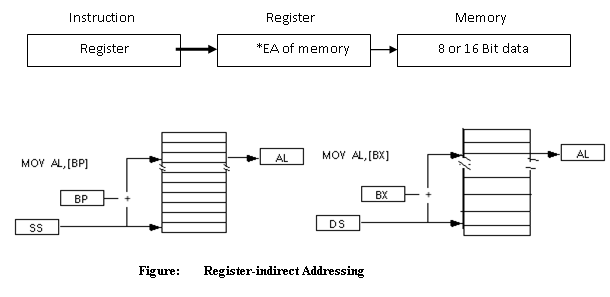 Instruction Register Memory
Register *EA of memory 8 or 16 Bit data
MOV AL,[BP]
AL
BP +
SS
MOV AL,[BX]
AL
BX +
DS
Figure: Register-indirect Addressing